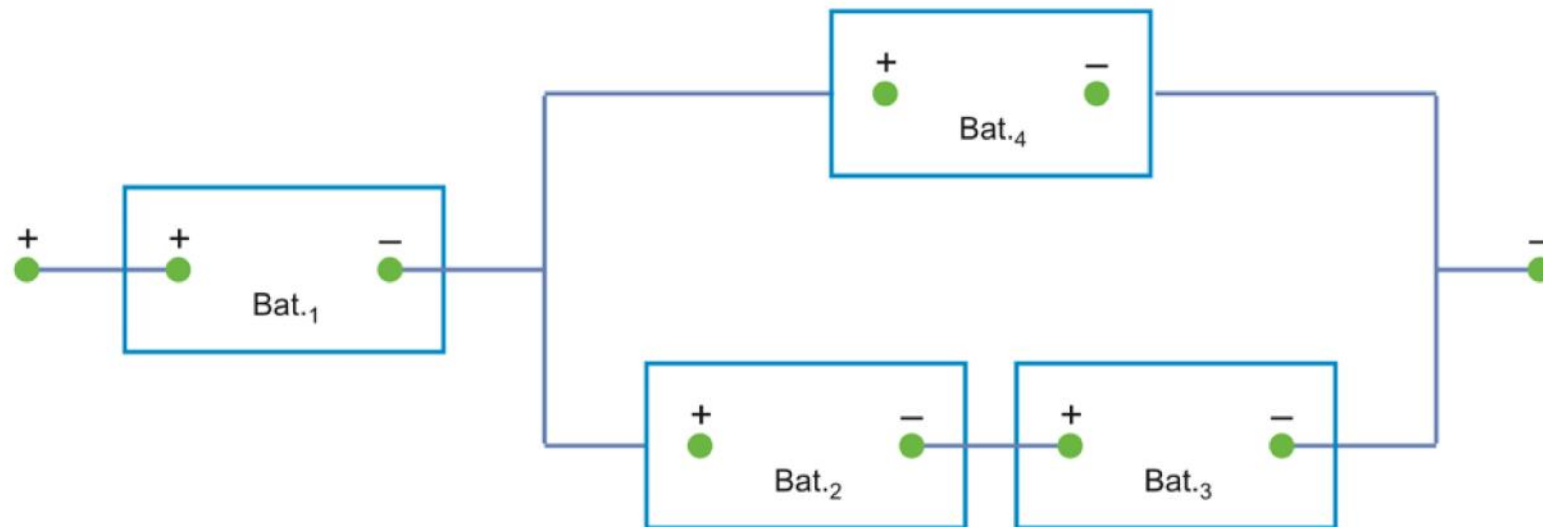 + –
Bat.4
+ + – –
Bat.1
+ – + –
Bat.2 Bat.3